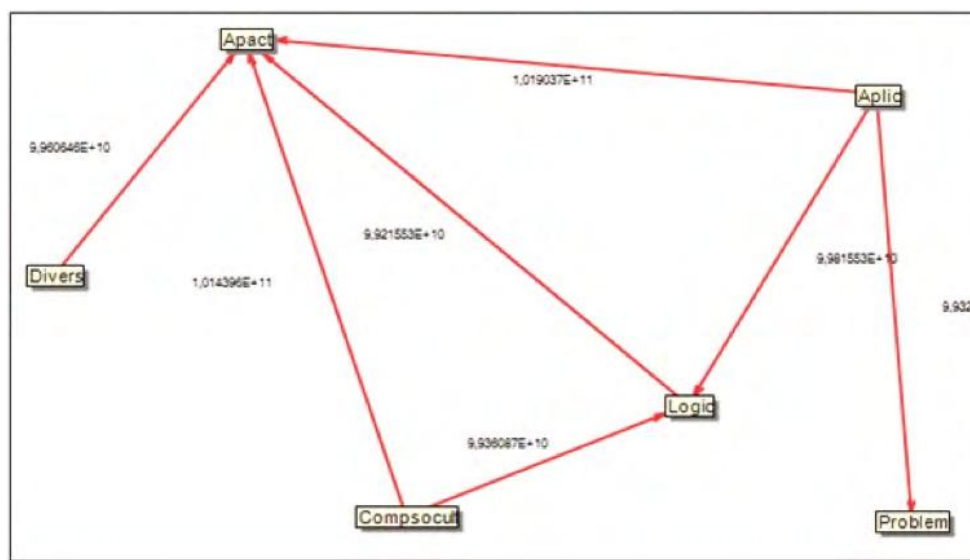 Apact
1,019037E+11
Aplic
9,960646E+10
9,921553E+10
9,981553E+10
Divers
1,014396E+11
9,932
Logic
9,936087E+10
Compsocult
Problem